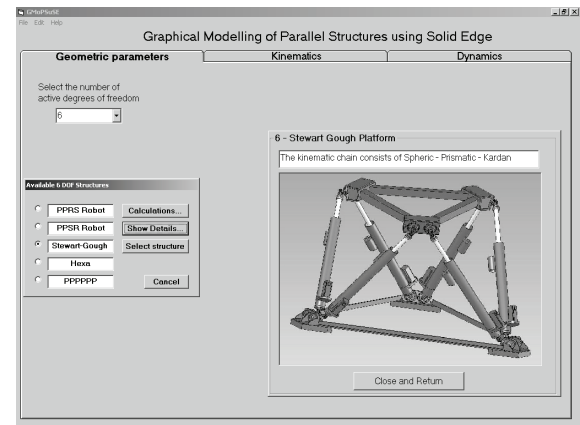 GMoPSuSE
File Edit Help
Graphical Modelling of Parallel Structures using Solid Edge
Geometric parameters
Kinematics
Dynamics
Select the number of
active degrees of freedom
6
6 - Stewart Gough Platform
The kinematic chain consists of Spheric - Prismatic - Kardan
Available 6 DOF Structures
PPRS Robot
Calculations...
PPSR Robot
Show Details...
Stewart-Gough
Select structure
Hexa
PPPPPP
Cancel
Close and Return